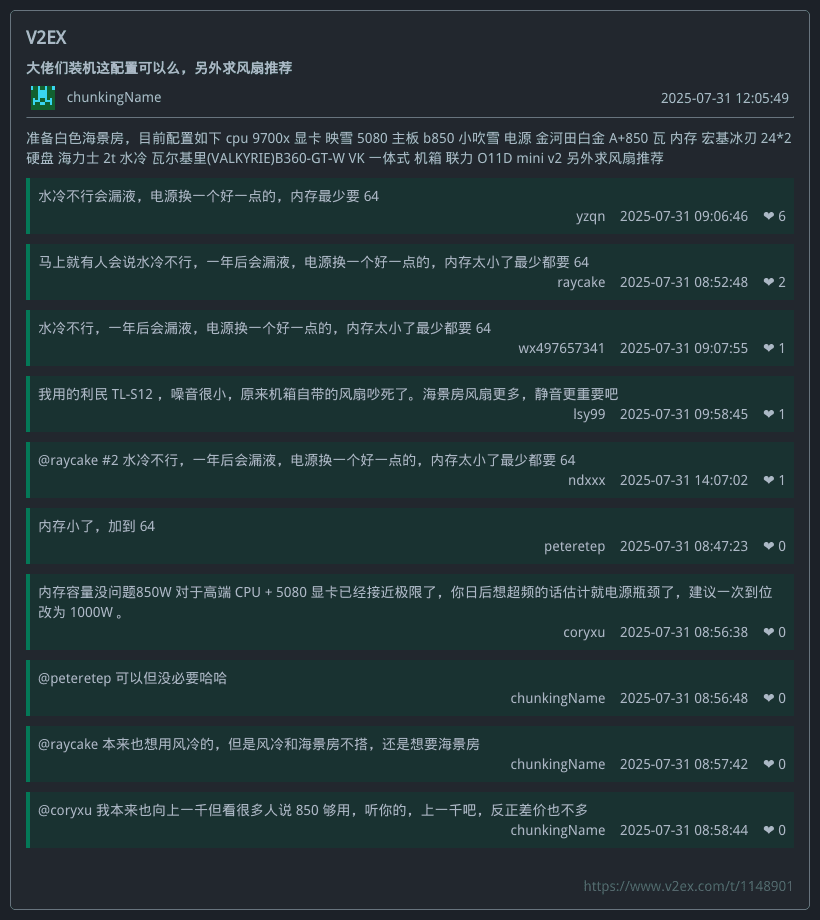 V2EX
大佬们装机这配置可以么，另外求风扇推荐
chunkingName 2025-07-31 12:05:49
准备白色海景房，目前配置如下 cpu 9700x 显卡 映雪 5080 主板 b850 小吹雪 电源 金河田白金 A+850 瓦 内存 宏基冰刃 24*2
硬盘 海力士 2t 水冷 瓦尔基里(VALKYRIE)B360-GT-W VK 一体式 机箱 联力 O11D mini v2 另外求风扇推荐
水冷不行会漏液，电源换一个好一点的，内存最少要 64
yzqn 2025-07-31 09:06:46 ❤ 6
马上就有人会说水冷不行，一年后会漏液，电源换一个好一点的，内存太小了最少都要 64
raycake 2025-07-31 08:52:48 ❤ 2
水冷不行，一年后会漏液，电源换一个好一点的，内存太小了最少都要 64
wx497657341 2025-07-31 09:07:55 ❤ 1
我用的利民 TL-S12 ，噪音很小，原来机箱自带的风扇吵死了。海景房风扇更多，静音更重要吧
lsy99 2025-07-31 09:58:45 ❤ 1
@raycake #2 水冷不行，一年后会漏液，电源换一个好一点的，内存太小了最少都要 64
ndxxx 2025-07-31 14:07:02 ❤ 1
内存小了，加到 64
peteretep 2025-07-31 08:47:23 ❤ 0
内存容量没问题850W 对于高端 CPU + 5080 显卡已经接近极限了，你日后想超频的话估计就电源瓶颈了，建议一次到位
改为 1000W 。
coryxu 2025-07-31 08:56:38 ❤ 0
@peteretep 可以但没必要哈哈
chunkingName 2025-07-31 08:56:48 ❤ 0
@raycake 本来也想用风冷的，但是风冷和海景房不搭，还是想要海景房
chunkingName 2025-07-31 08:57:42 ❤ 0
@coryxu 我本来也向上一千但看很多人说 850 够用，听你的，上一千吧，反正差价也不多
chunkingName 2025-07-31 08:58:44 ❤ 0
https://www.v2ex.com/t/1148901